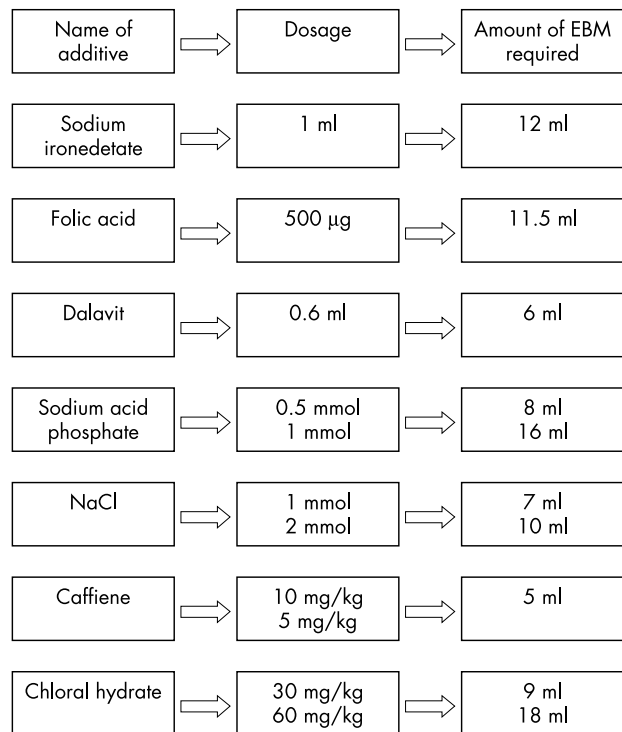 Name of
additive
Dosage
Amount of EBM
required
Sodium
ironedetate
1 ml
12 ml
Folic acid
500 μg
11.5 ml
Dalavit
0.6 ml
6 ml
Sodium acid
phosphate
0.5 mmol
1 mmol
8 ml
16 ml
NaCl
1 mmol
2 mmol
7 ml
10 ml
Caffiene
10 mg/kg
5 mg/kg
5 ml
Chloral hydrate
30 mg/kg
60 mg/kg
9 ml
18 ml